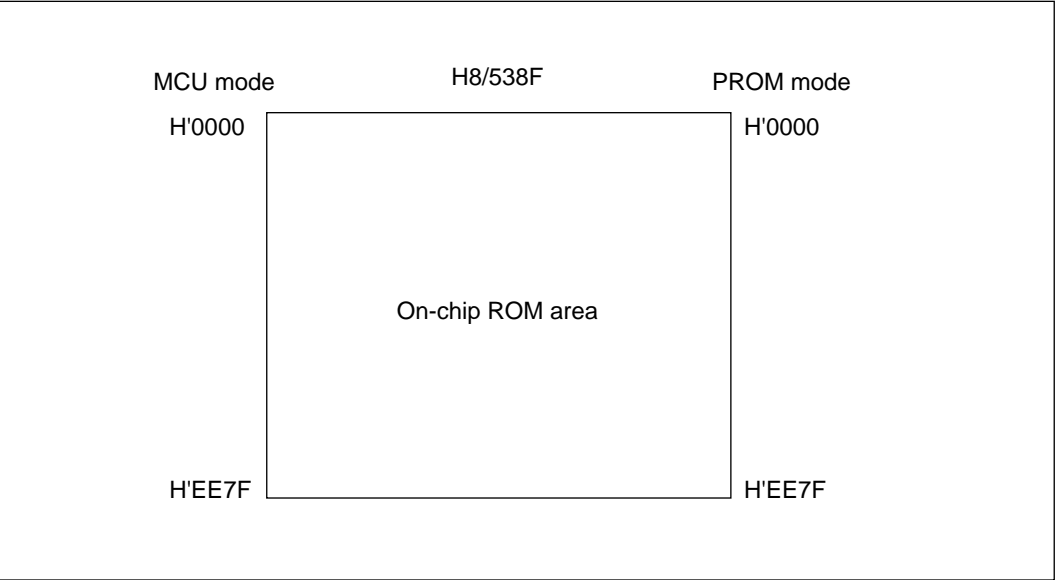 MCU mode
H8/538F
PROM mode
H'0000
H'0000
On-chip ROM area
H'EE7F
H'EE7F